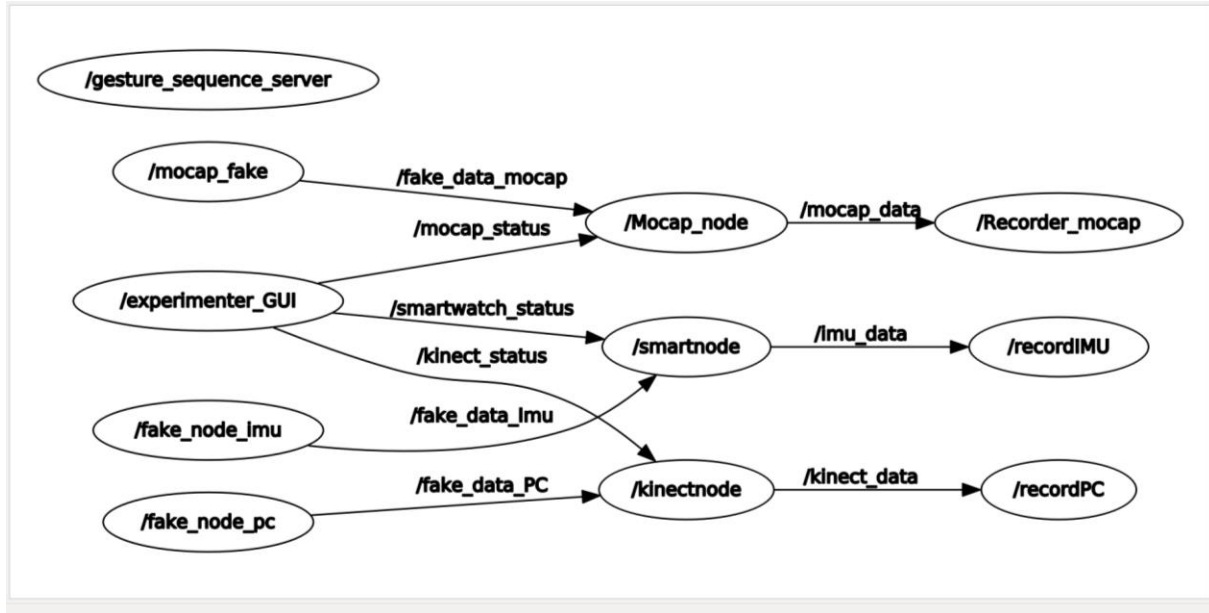 /gesture_sequence_server
/mocap_fake
/fake_data_mocap
/mocap_status
/Mocap_node
/mocap_data
/Recorder_mocap
/experimenter_GUI
/smartwatch_status
/kinect_status
/smartnode
/imu_data
/recordIMU
/fake_node_imu
/fake_data_imu
/fake_data_PC
/kinectnode
/kinect_data
/recordPC
/fake_node_pc